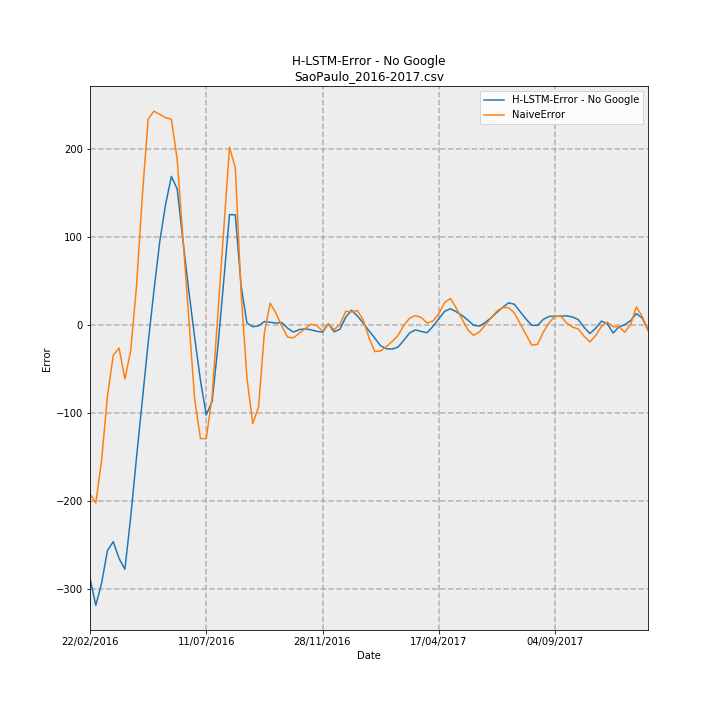 H-LSTM-Error - No Google
SaoPaulo_2016-2017.csv
H-LSTM-Error - No Google
NaiveError
Error
200
100
0
−100
−200
−300
22/02/2016
11/07/2016
28/11/2016
17/04/2017
04/09/2017
Date